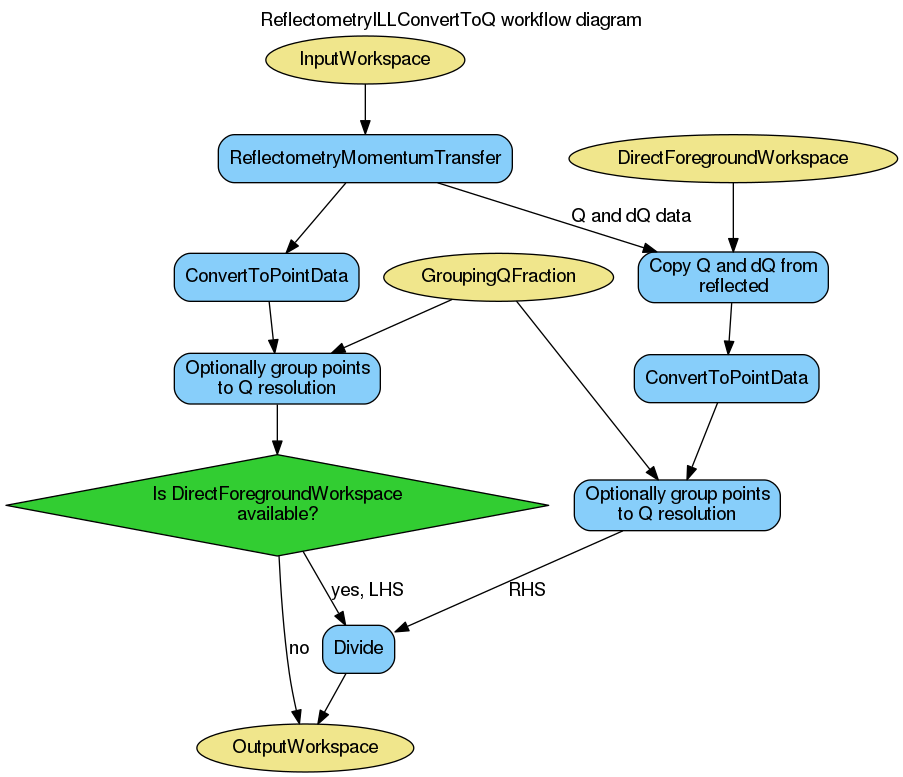 ReflectometryILLConvertToQ workflow diagram
InputWorkspace
ReflectometryMomentumTransfer
DirectForegroundWorkspace
Q and dQ data
ConvertToPointData
GroupingQFraction
Copy Q and dQ from
reflected
Optionally group points
to Q resolution
ConvertToPointData
Is DirectForegroundWorkspace
available?
Optionally group points
to Q resolution
yes, LHS
RHS
no
Divide
OutputWorkspace